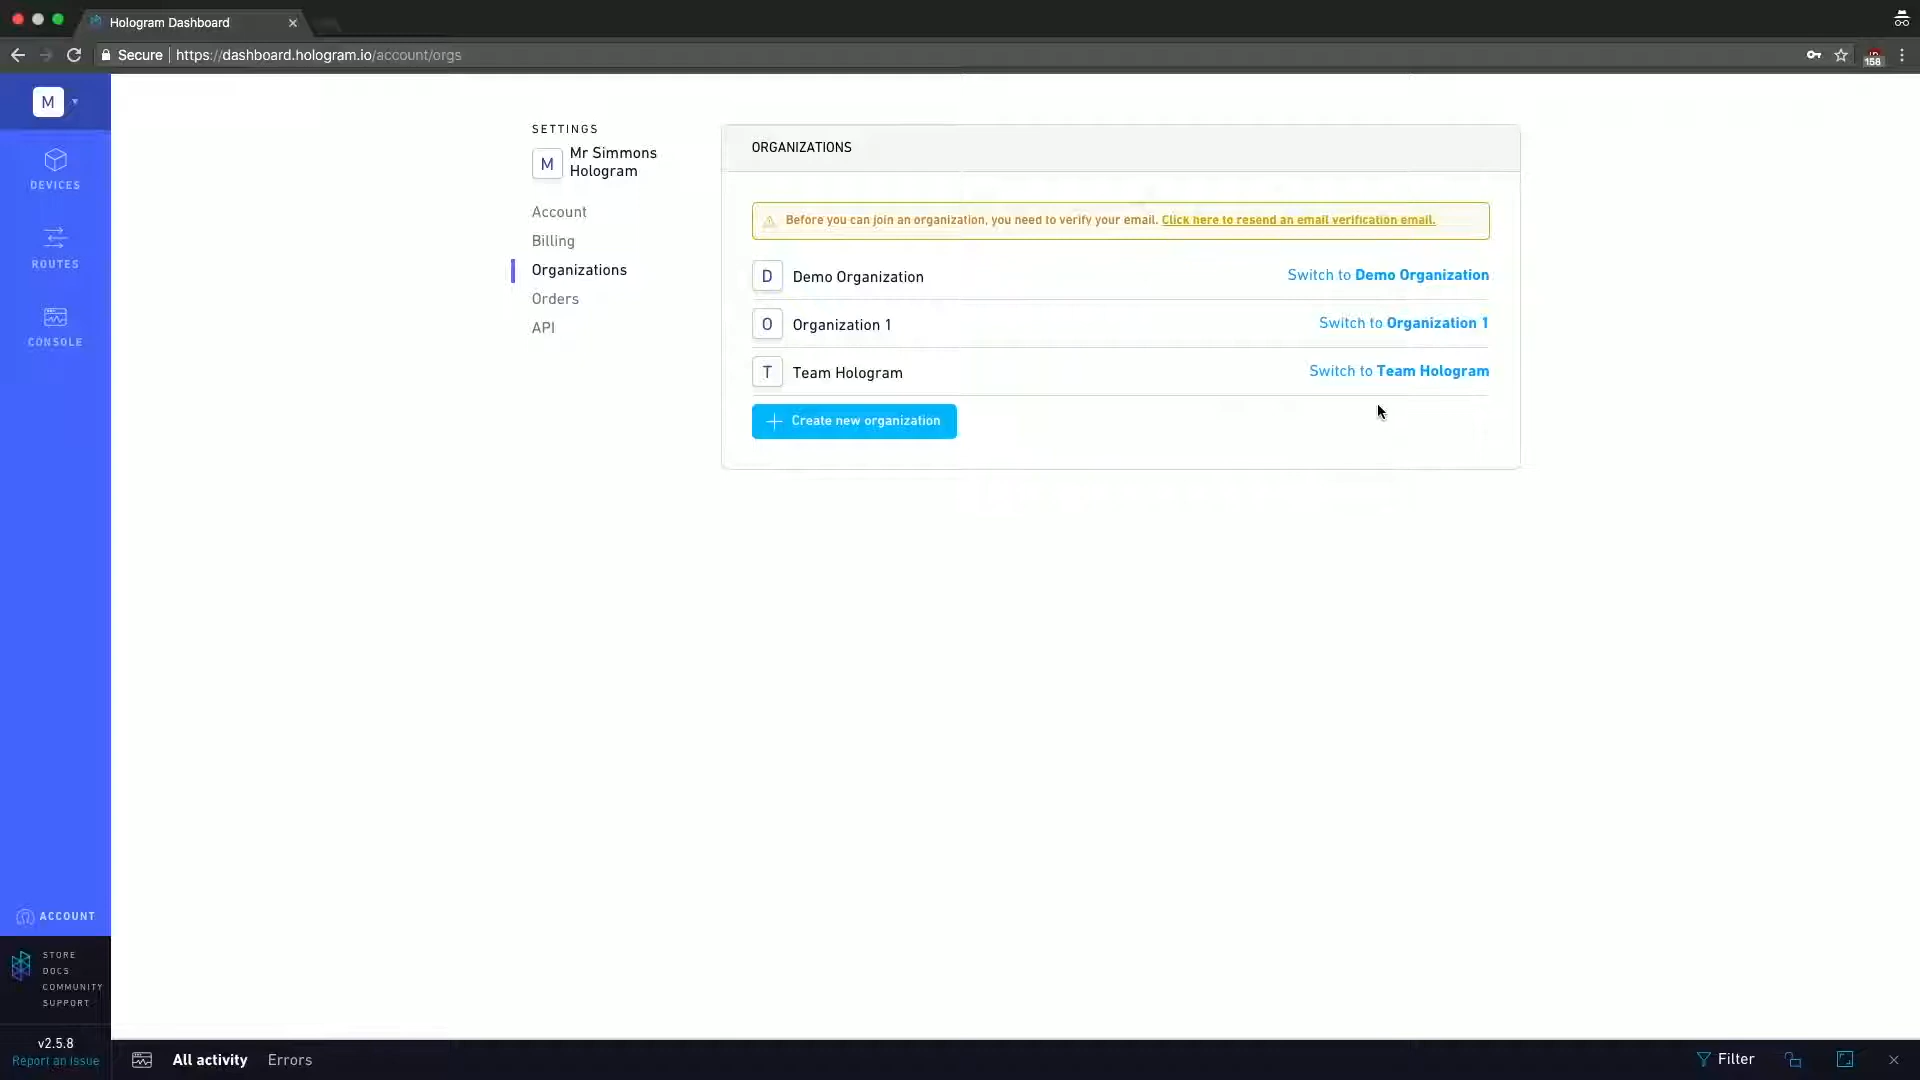 Hologram Dashboard
Secure https://dashboard.hologram.io/account/orgs
158
M
DEVICES
ROUTES
CONSOLE
ACCOUNT
STORE
DOCS
COMMUNITY
SUPPORT
v2.5.8
Report an issue
SETTINGS
M
Mr Simmons
Hologram
Account
Billing
Organizations
Orders
API
ORGANIZATIONS
Before you can join an organization, you need to verify your email. Click here to resend an email verification email.
D Demo Organization Switch to Demo Organization
O Organization 1 Switch to Organization 1
T Team Hologram Switch to Team Hologram
Create new organization
All activity Errors Filter